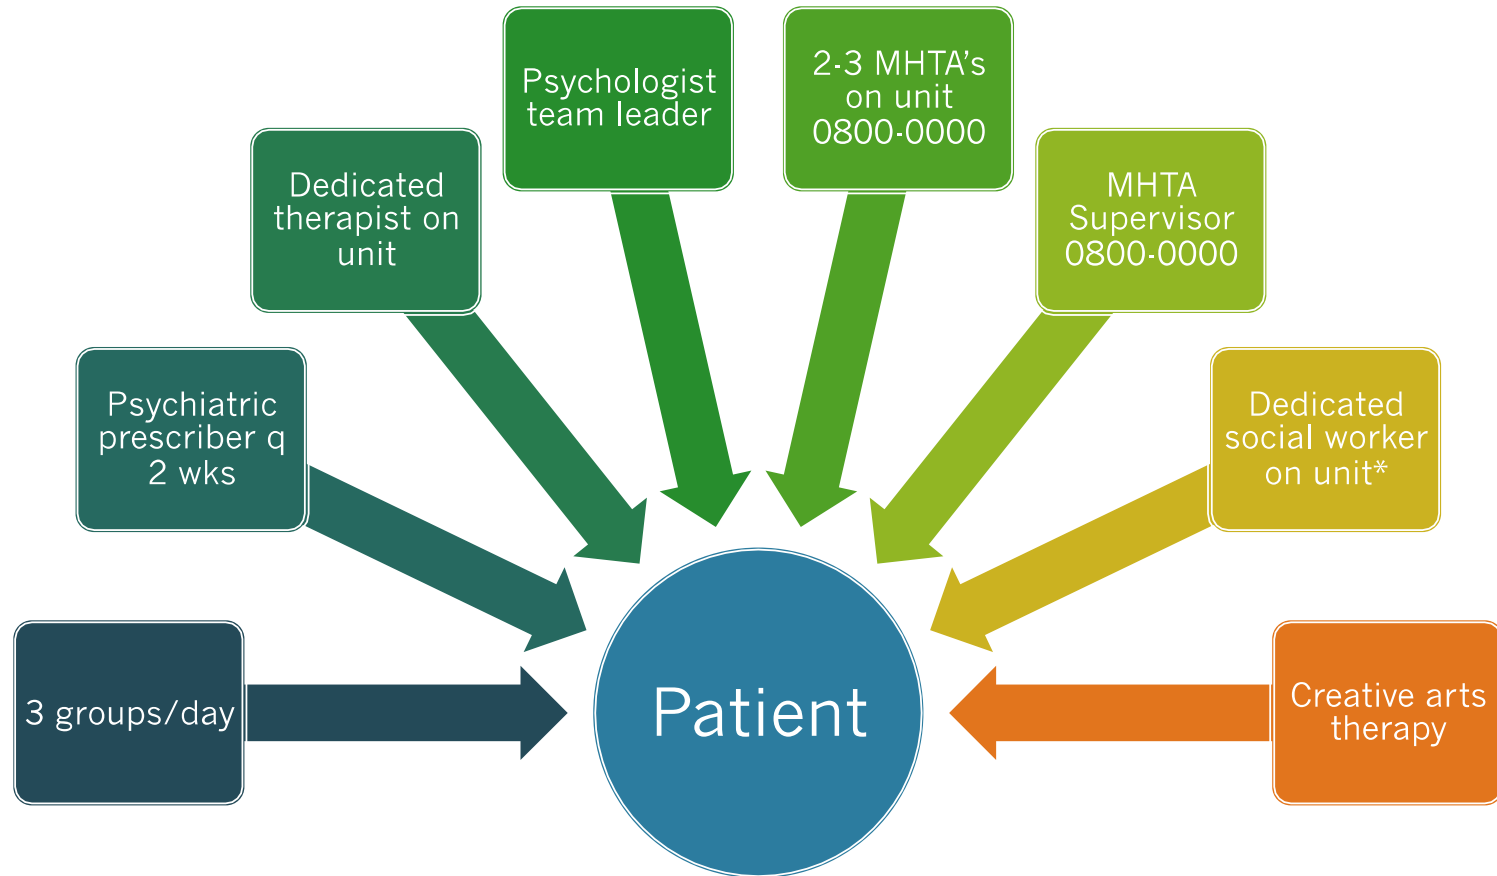 Psychologist
team leader
2-3 MHTA’s
on unit
0800-0000
Dedicated
therapist on
unit
MHTA
Supervisor
0800-0000
Psychiatric
prescriber q
2 wks
Dedicated
social worker
on unit*
3 groups/day
Patient
Creative arts
therapy